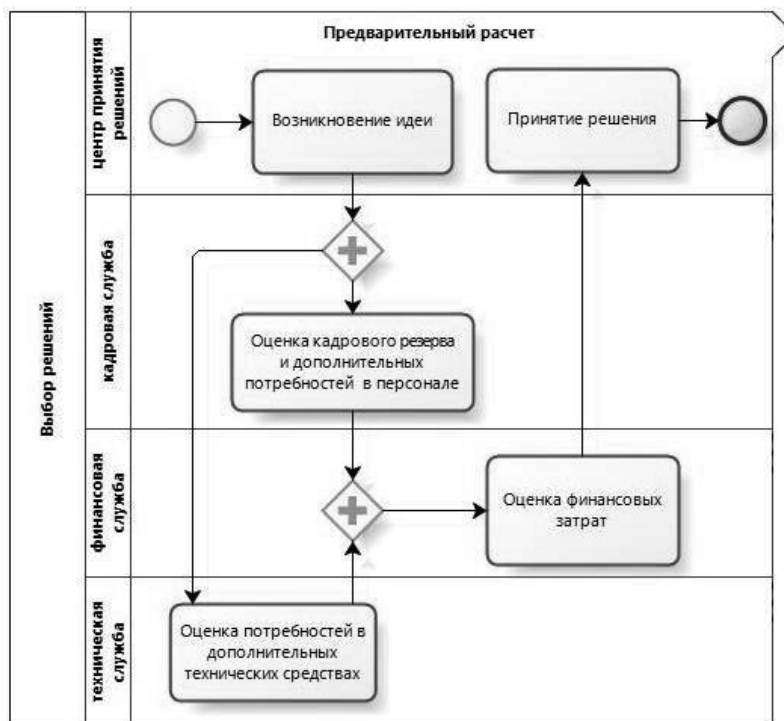 Выбор решений
Предварительный расчет
центр принятия
решений
Возникновение идеи
Принятие решения
кадровая служба
Оценка кадрового резерва
и дополнительных
потребностей в персонале
финансовая
служба
Оценка финансовых
затрат
техническая
служба
Оценка потребностей в
дополнительных
технических средствах